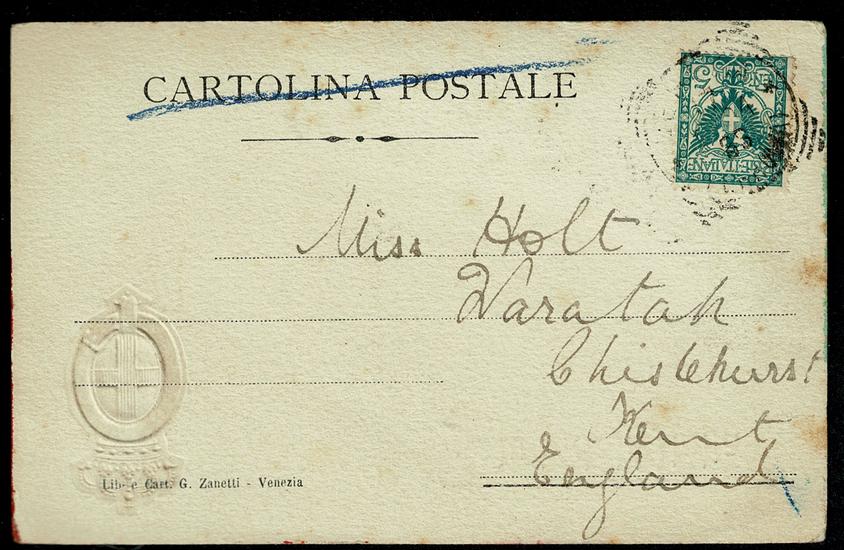 CARTOLINA POSTALE
Miss Holt
Waratah
Chislehurst
Kent
England
Lib. e Cart. G. Zanetti - Venezia